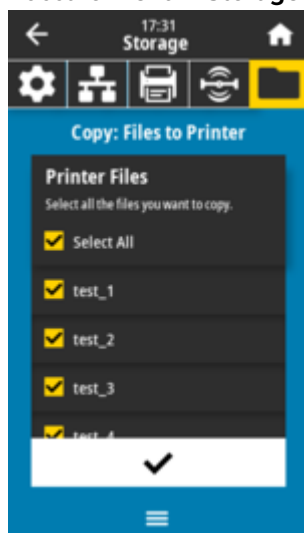 17:31
Storage
Copy: Files to Printer
Printer Files
Select all the files you want to copy.
Select All
test_1
test_2
test_3
test_4